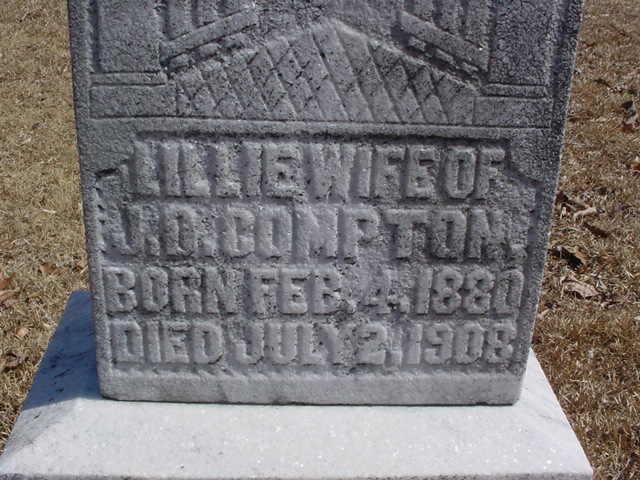 LILLIE WIFE OF
J.D. COMPTON.
BORN FEB. 4, 1880
DIED JULY 2, 1908